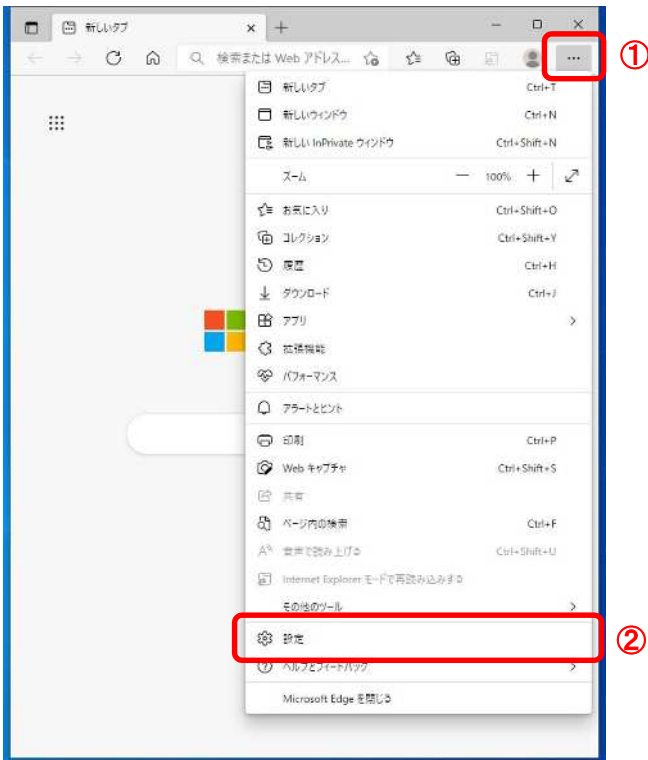 新しいタブ
検索または Web アドレス...
①
新しいタブ Ctrl+T
新しいウィンドウ Ctrl+N
新しい InPrivate ウィンドウ Ctrl+Shift+N
ズーム — 100% +
お気に入り Ctrl+Shift+O
コレクション Ctrl+Shift+Y
履歴 Ctrl+H
ダウンロード Ctrl+J
アプリ
拡張機能
パフォーマンス
アラートとヒント
印刷 Ctrl+P
Web キャプチャ Ctrl+Shift+S
共有
ページ内の検索 Ctrl+F
音声で読み上げる Ctrl+Shift+U
Internet Explorer モードで再読み込みする
その他のツール
設定
②
ヘルプとフィードバック
Microsoft Edge を閉じる